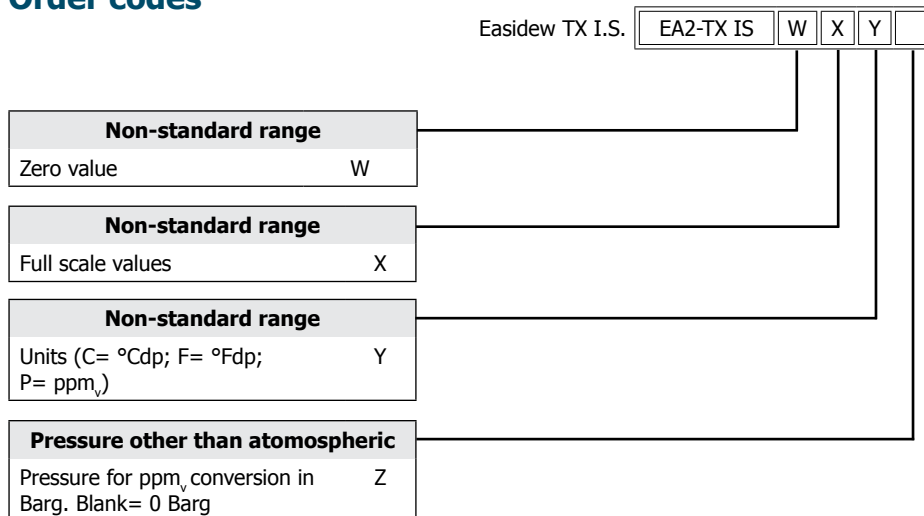 Order codes
Easidew TX I.S. EA2-TX IS W X Y
Non-standard range
Zero value W
Non-standard range
Full scale values X
Non-standard range
Units (C= °Cdp; F= °Fdp; Y
P= ppmv)
Pressure other than atomospheric
Pressure for ppmv conversion in Z
Barg. Blank= 0 Barg